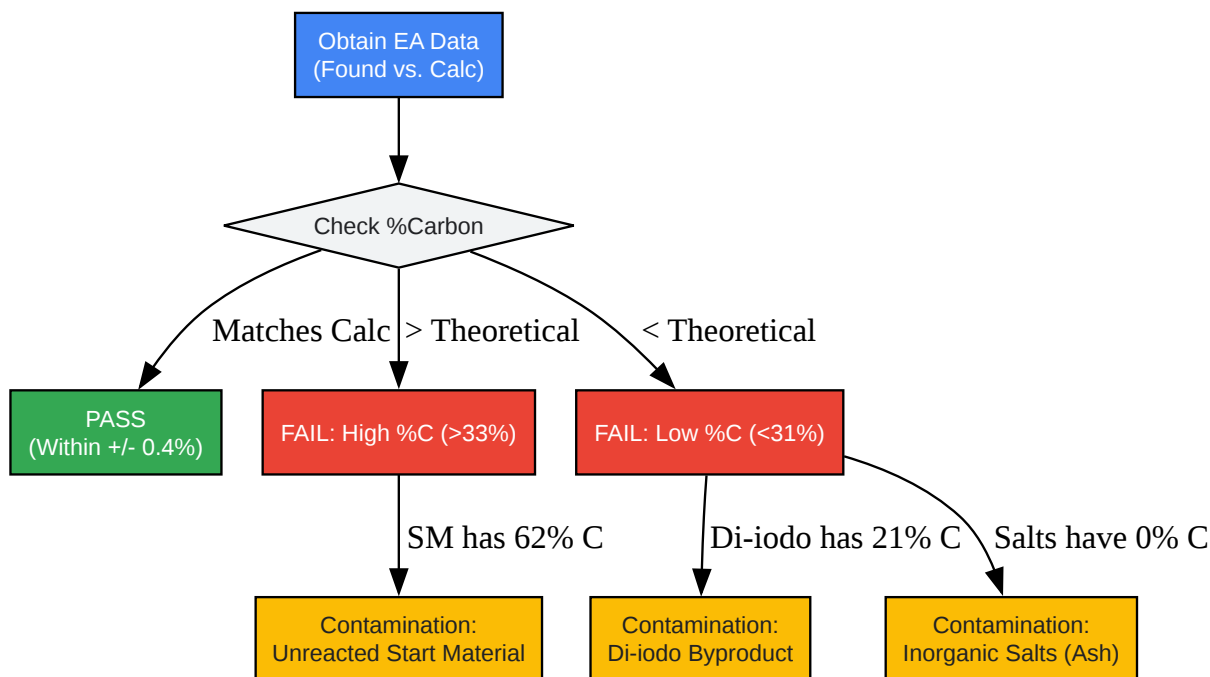 Obtain EA Data
(Found vs. Calc)
Check %Carbon
Matches Calc
> Theoretical
< Theoretical
PASS
(Within +/- 0.4%)
FAIL: High %C (>33%)
FAIL: Low %C (<31%)
SM has 62% C
Di-iodo has 21% C
Salts have 0% C
Contamination:
Unreacted Start Material
Contamination:
Di-iodo Byproduct
Contamination:
Inorganic Salts (Ash)